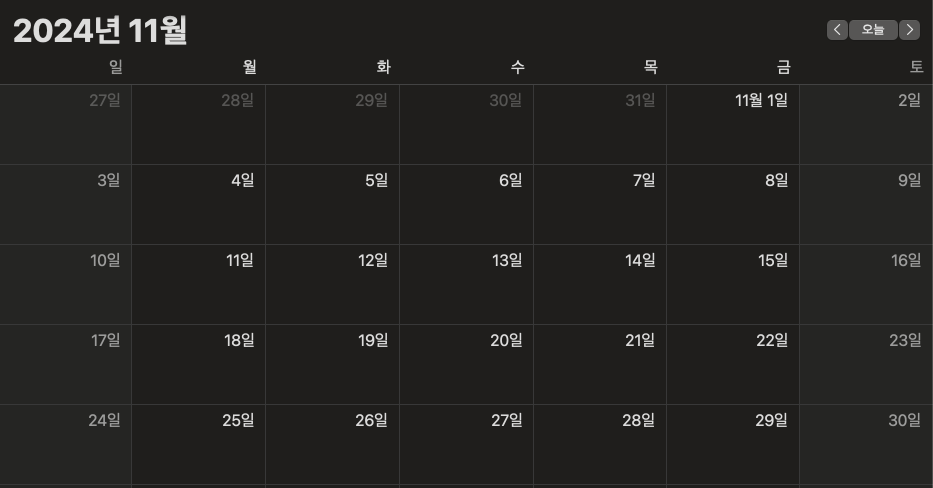 2024년 11월
오늘
일 월 화 수 목 금 토
27일 28일 29일 30일 31일 11월 1일 2일
3일 4일 5일 6일 7일 8일 9일
10일 11일 12일 13일 14일 15일 16일
17일 18일 19일 20일 21일 22일 23일
24일 25일 26일 27일 28일 29일 30일